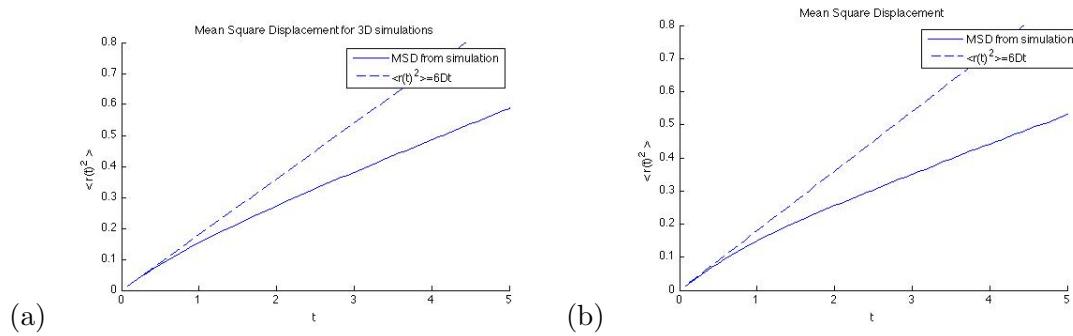 Mean Square Displacement for 3D simulations
0.8
0.7
0.6
0.5
0.4
0.3
0.2
0.1
0
<r(t)²>
0 1 2 3 4 5
t
MSD from simulation
<r(t)²>=6Dt
(a)
Mean Square Displacement
0.8
0.7
0.6
0.5
0.4
0.3
0.2
0.1
0
<r(t)²>
0 1 2 3 4 5
t
MSD from simulation
<r(t)²>=6Dt
(b)